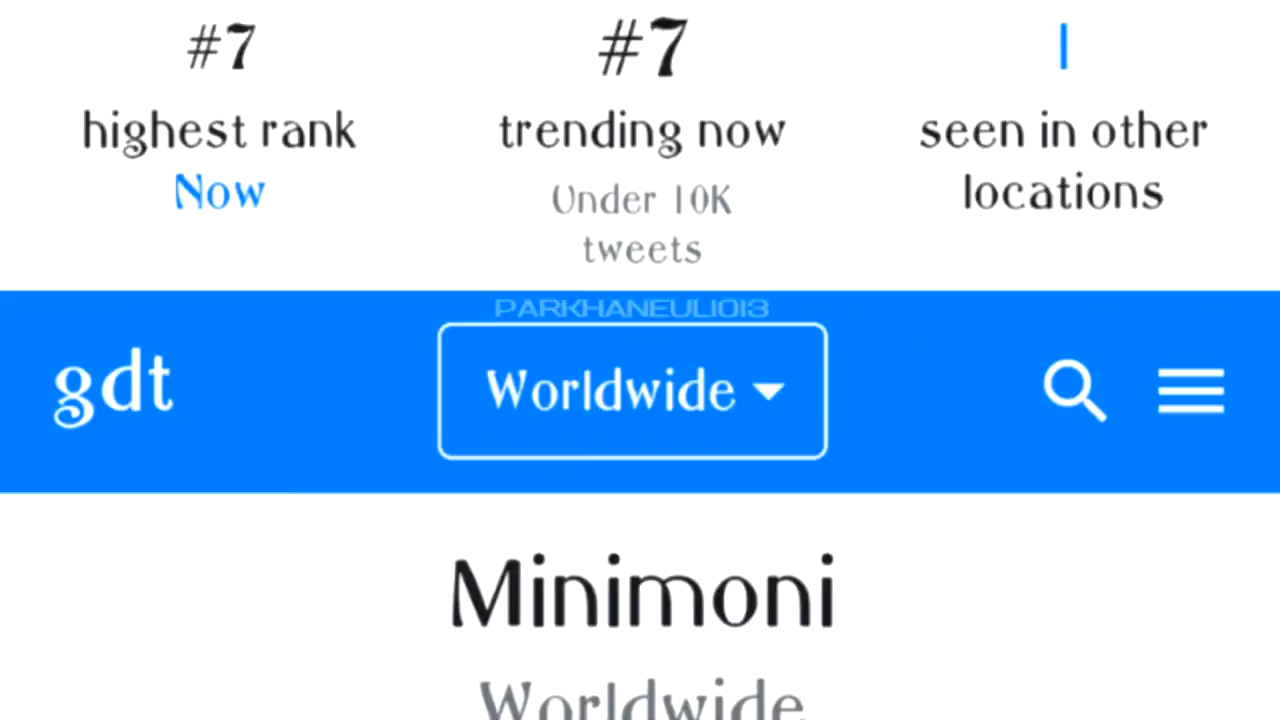 #7
highest rank
Now
#7
trending now
Under 10K
tweets
1
seen in other
locations
PARKHANEUL1013
gdt
Worldwide
Minimoni
Worldwide